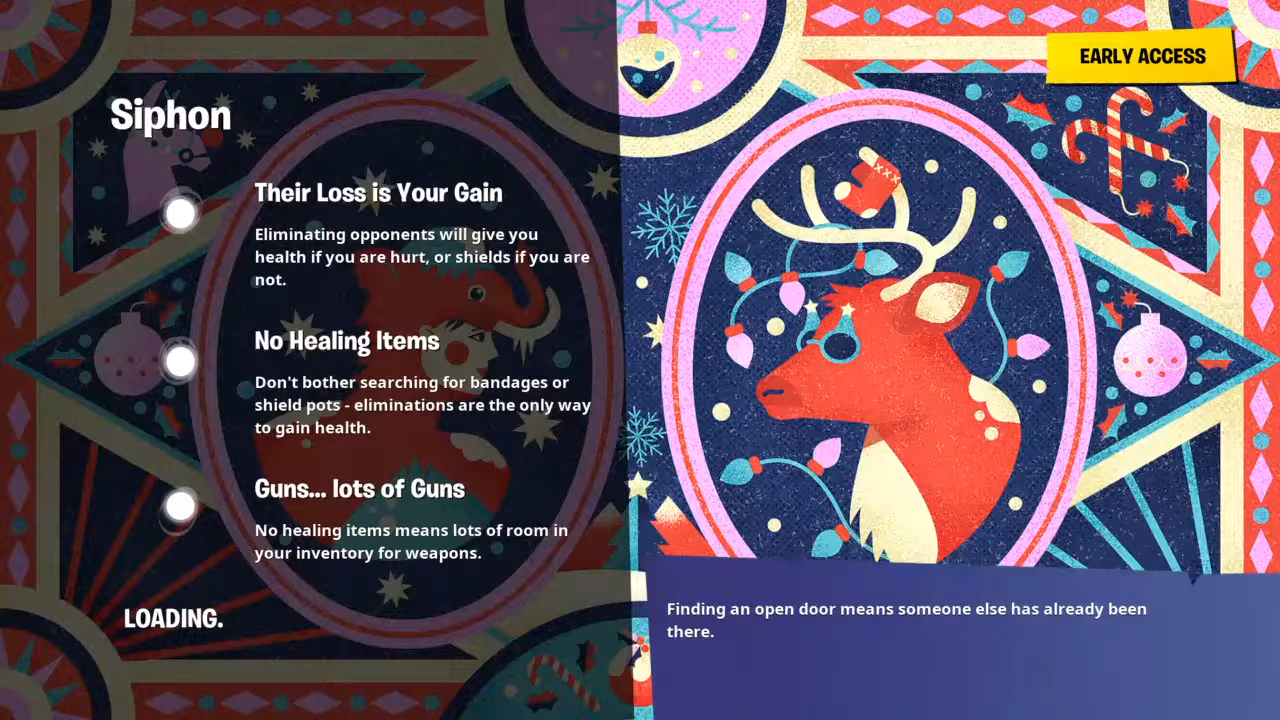 EARLY ACCESS
Siphon
Their Loss is Your Gain
Eliminating opponents will give you
health if you are hurt, or shields if you are
not.
No Healing Items
Don't bother searching for bandages or
shield pots - eliminations are the only way
to gain health.
Guns... lots of Guns
No healing items means lots of room in
your inventory for weapons.
LOADING.
Finding an open door means someone else has already been
there.